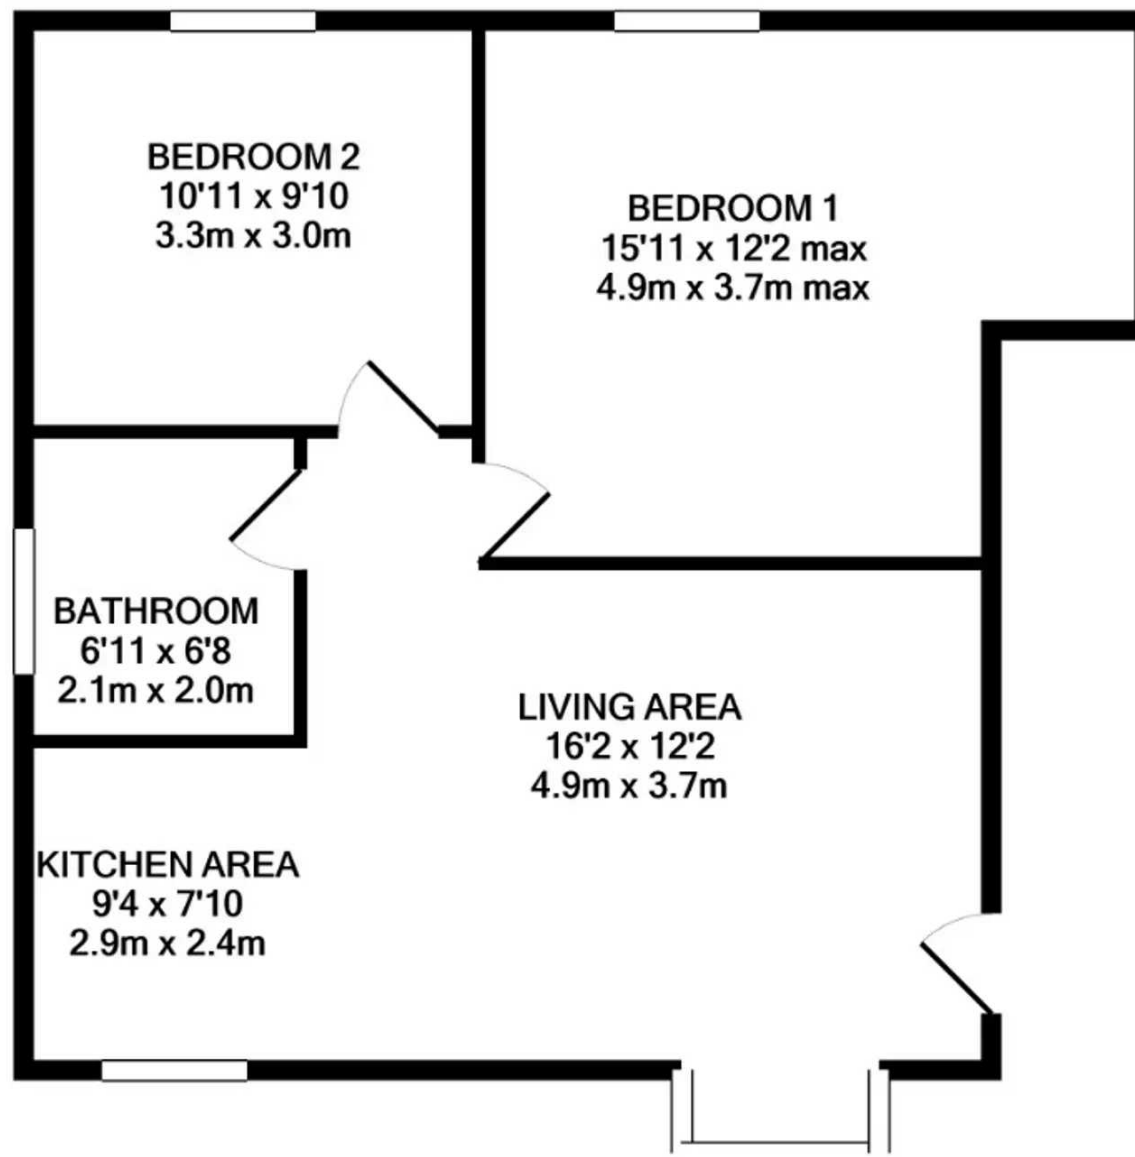 BEDROOM 2
10'11 x 9'10
3.3m x 3.0m
BEDROOM 1
15'11 x 12'2 max
4.9m x 3.7m max
BATHROOM
6'11 x 6'8
2.1m x 2.0m
LIVING AREA
16'2 x 12'2
4.9m x 3.7m
KITCHEN AREA
9'4 x 7'10
2.9m x 2.4m